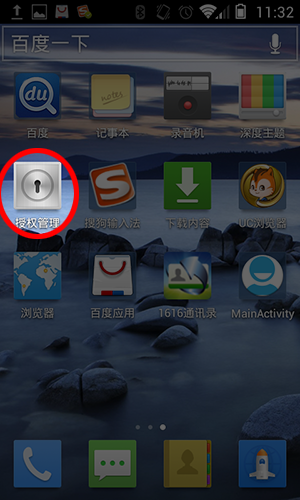 11:32
百度一下
du
百度
记事本
录音机
深度主题
授权管理
搜狗输入法
下载内容
UC浏览器
浏览器
百度应用
1616通讯录
MainActivity